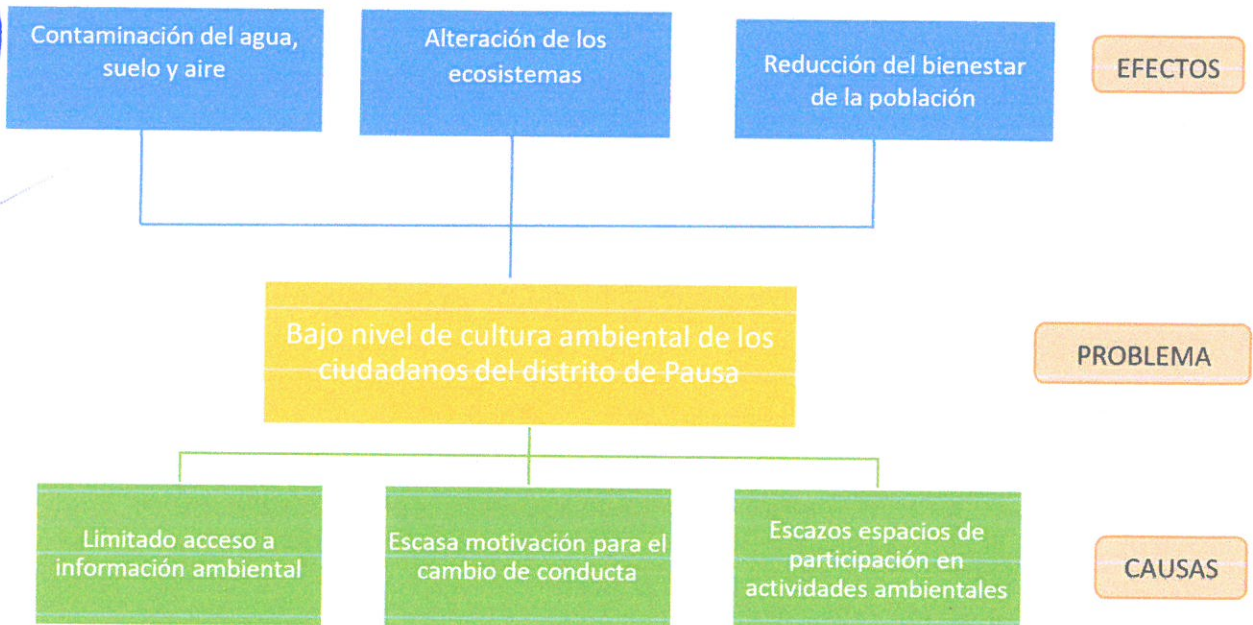 Contaminación del agua,
suelo y aire
Alteración de los
ecosistemas
Reducción del bienestar
de la población
EFECTOS
Bajo nivel de cultura ambiental de los
ciudadanos del distrito de Pausa
PROBLEMA
Limitado acceso a
información ambiental
Escasa motivación para el
cambio de conducta
Escazos espacios de
participación en
actividades ambientales
CAUSAS